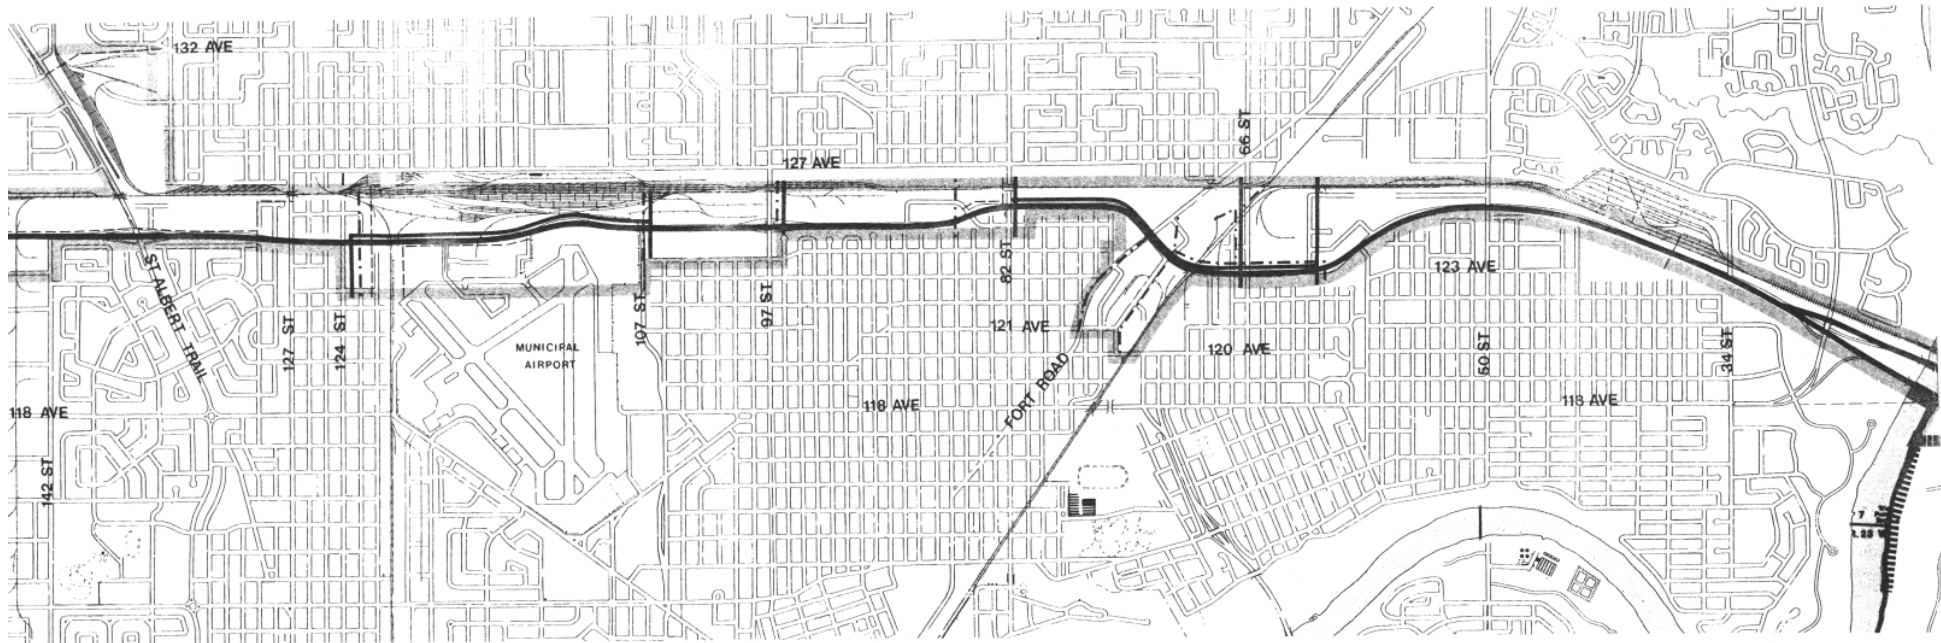 132 AVE
66 ST
127 AVE
82 ST
123 AVE
ST ALBERT TRAIL
127 ST
124 ST
107 ST
97 ST
121 AVE
MUNICIPAL
AIRPORT
120 AVE
50 ST
34 ST
FORT ROAD
118 AVE
118 AVE
118 AVE
142 ST